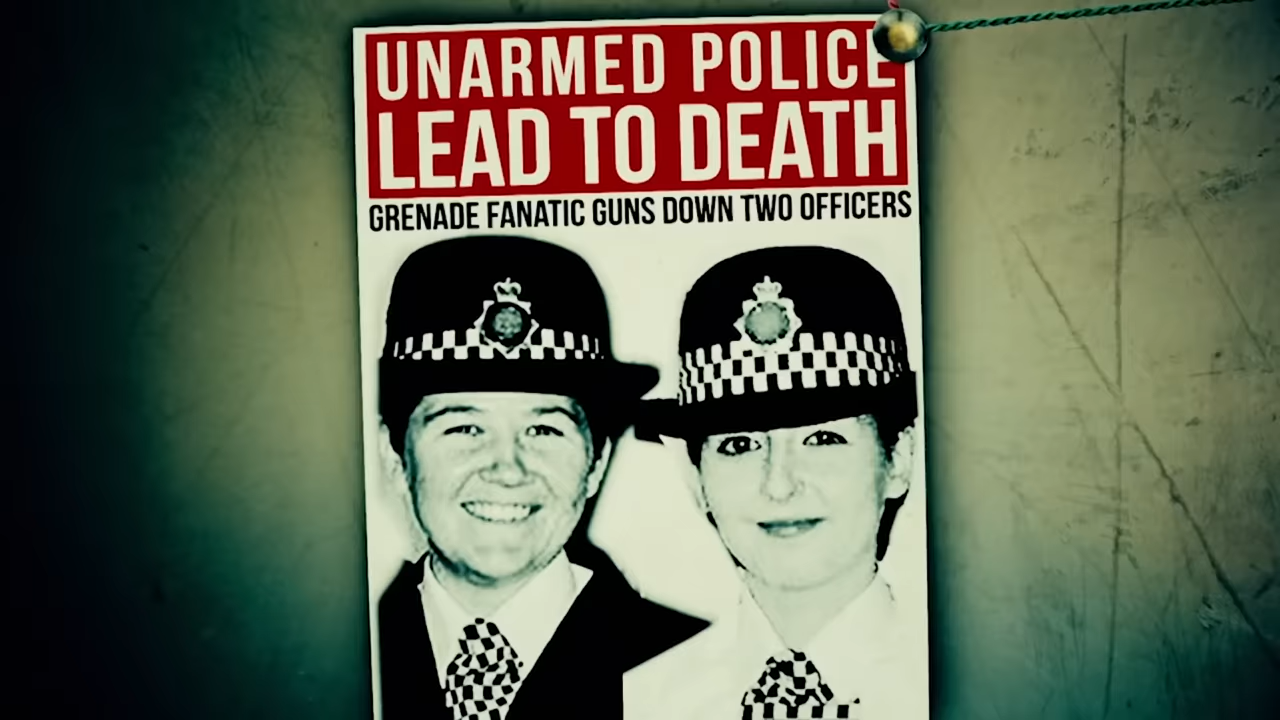 UNARMED POLICE
LEAD TO DEATH
GRENADE FANATIC GUNS DOWN TWO OFFICERS